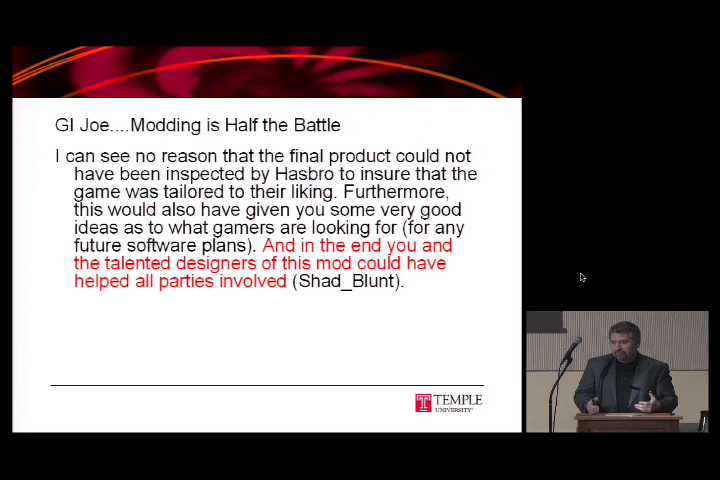 GI Joe....Modding is Half the Battle
I can see no reason that the final product could not
have been inspected by Hasbro to insure that the
game was tailored to their liking. Furthermore,
this would also have given you some very good
ideas as to what gamers are looking for (for any
future software plans). And in the end you and
the talented designers of this mod could have
helped all parties involved (Shad_Blunt).
T TEMPLE
UNIVERSITY®